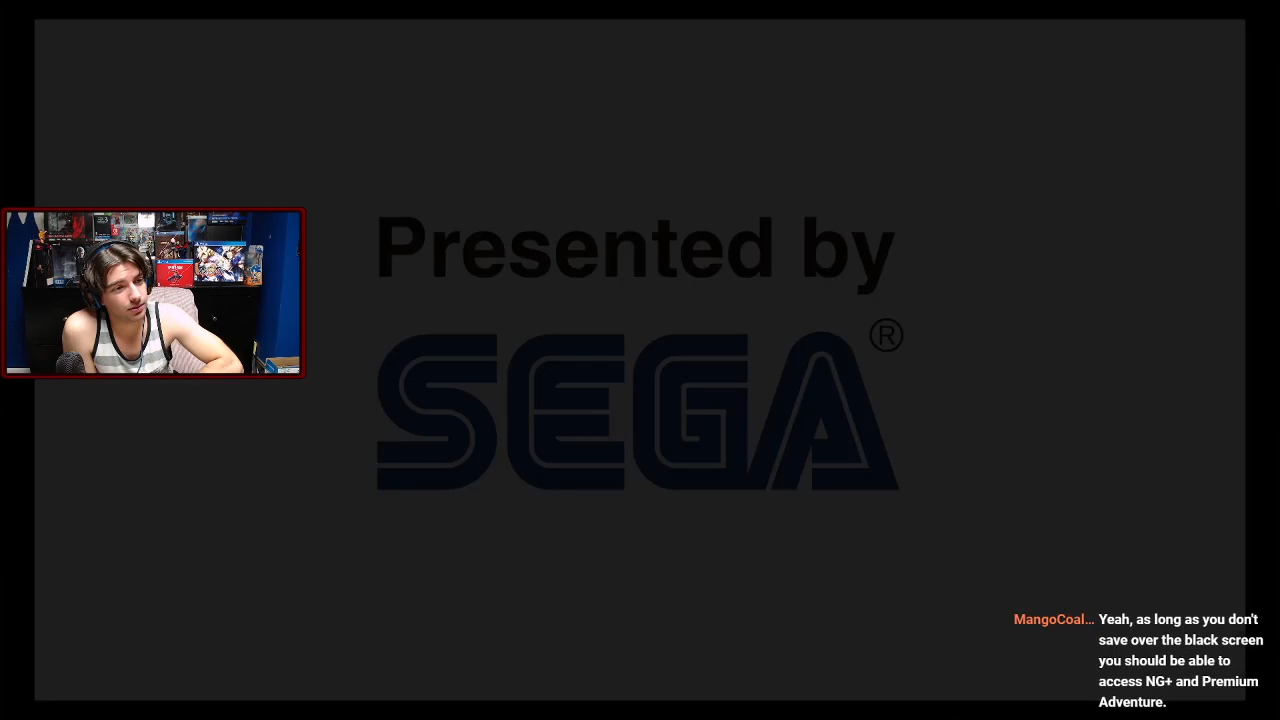 Presented by
SEGA®
MangoCoal… Yeah, as long as you don't
save over the black screen
you should be able to
access NG+ and Premium
Adventure.